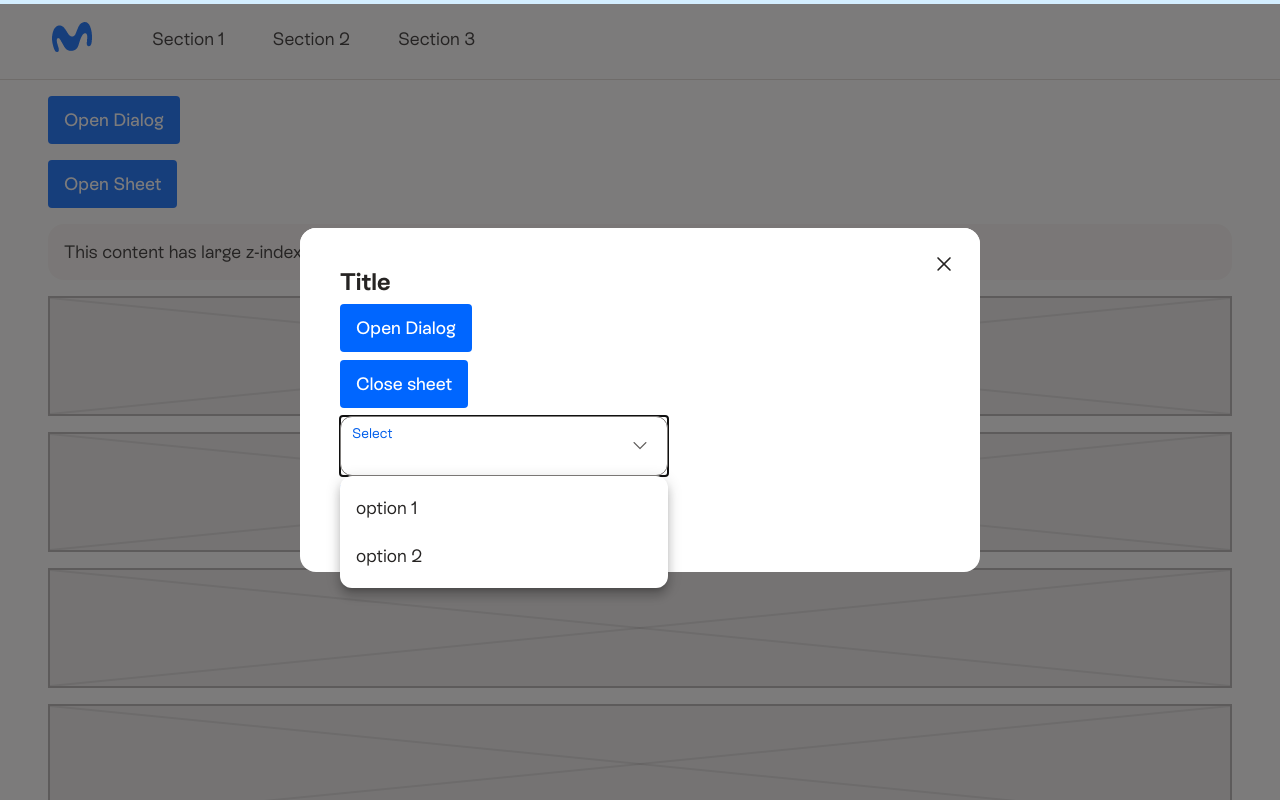 Section 1
Section 2
Section 3
Open Dialog
Open Sheet
This content has large z-index
Title
Open Dialog
Close sheet
Select
option 1
option 2